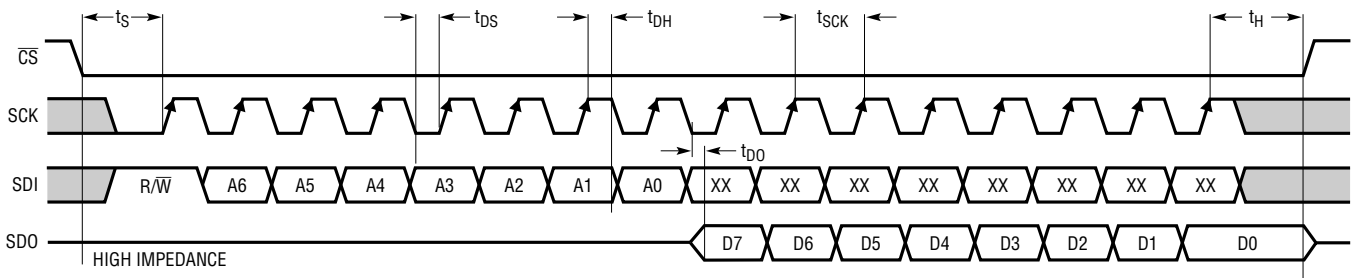 tS tDS tDH tSCK tH
CS
SCK
tDO
SDI R/W A6 A5 A4 A3 A2 A1 A0 XX XX XX XX XX XX XX XX
SDO D7 D6 D5 D4 D3 D2 D1 D0
HIGH IMPEDANCE